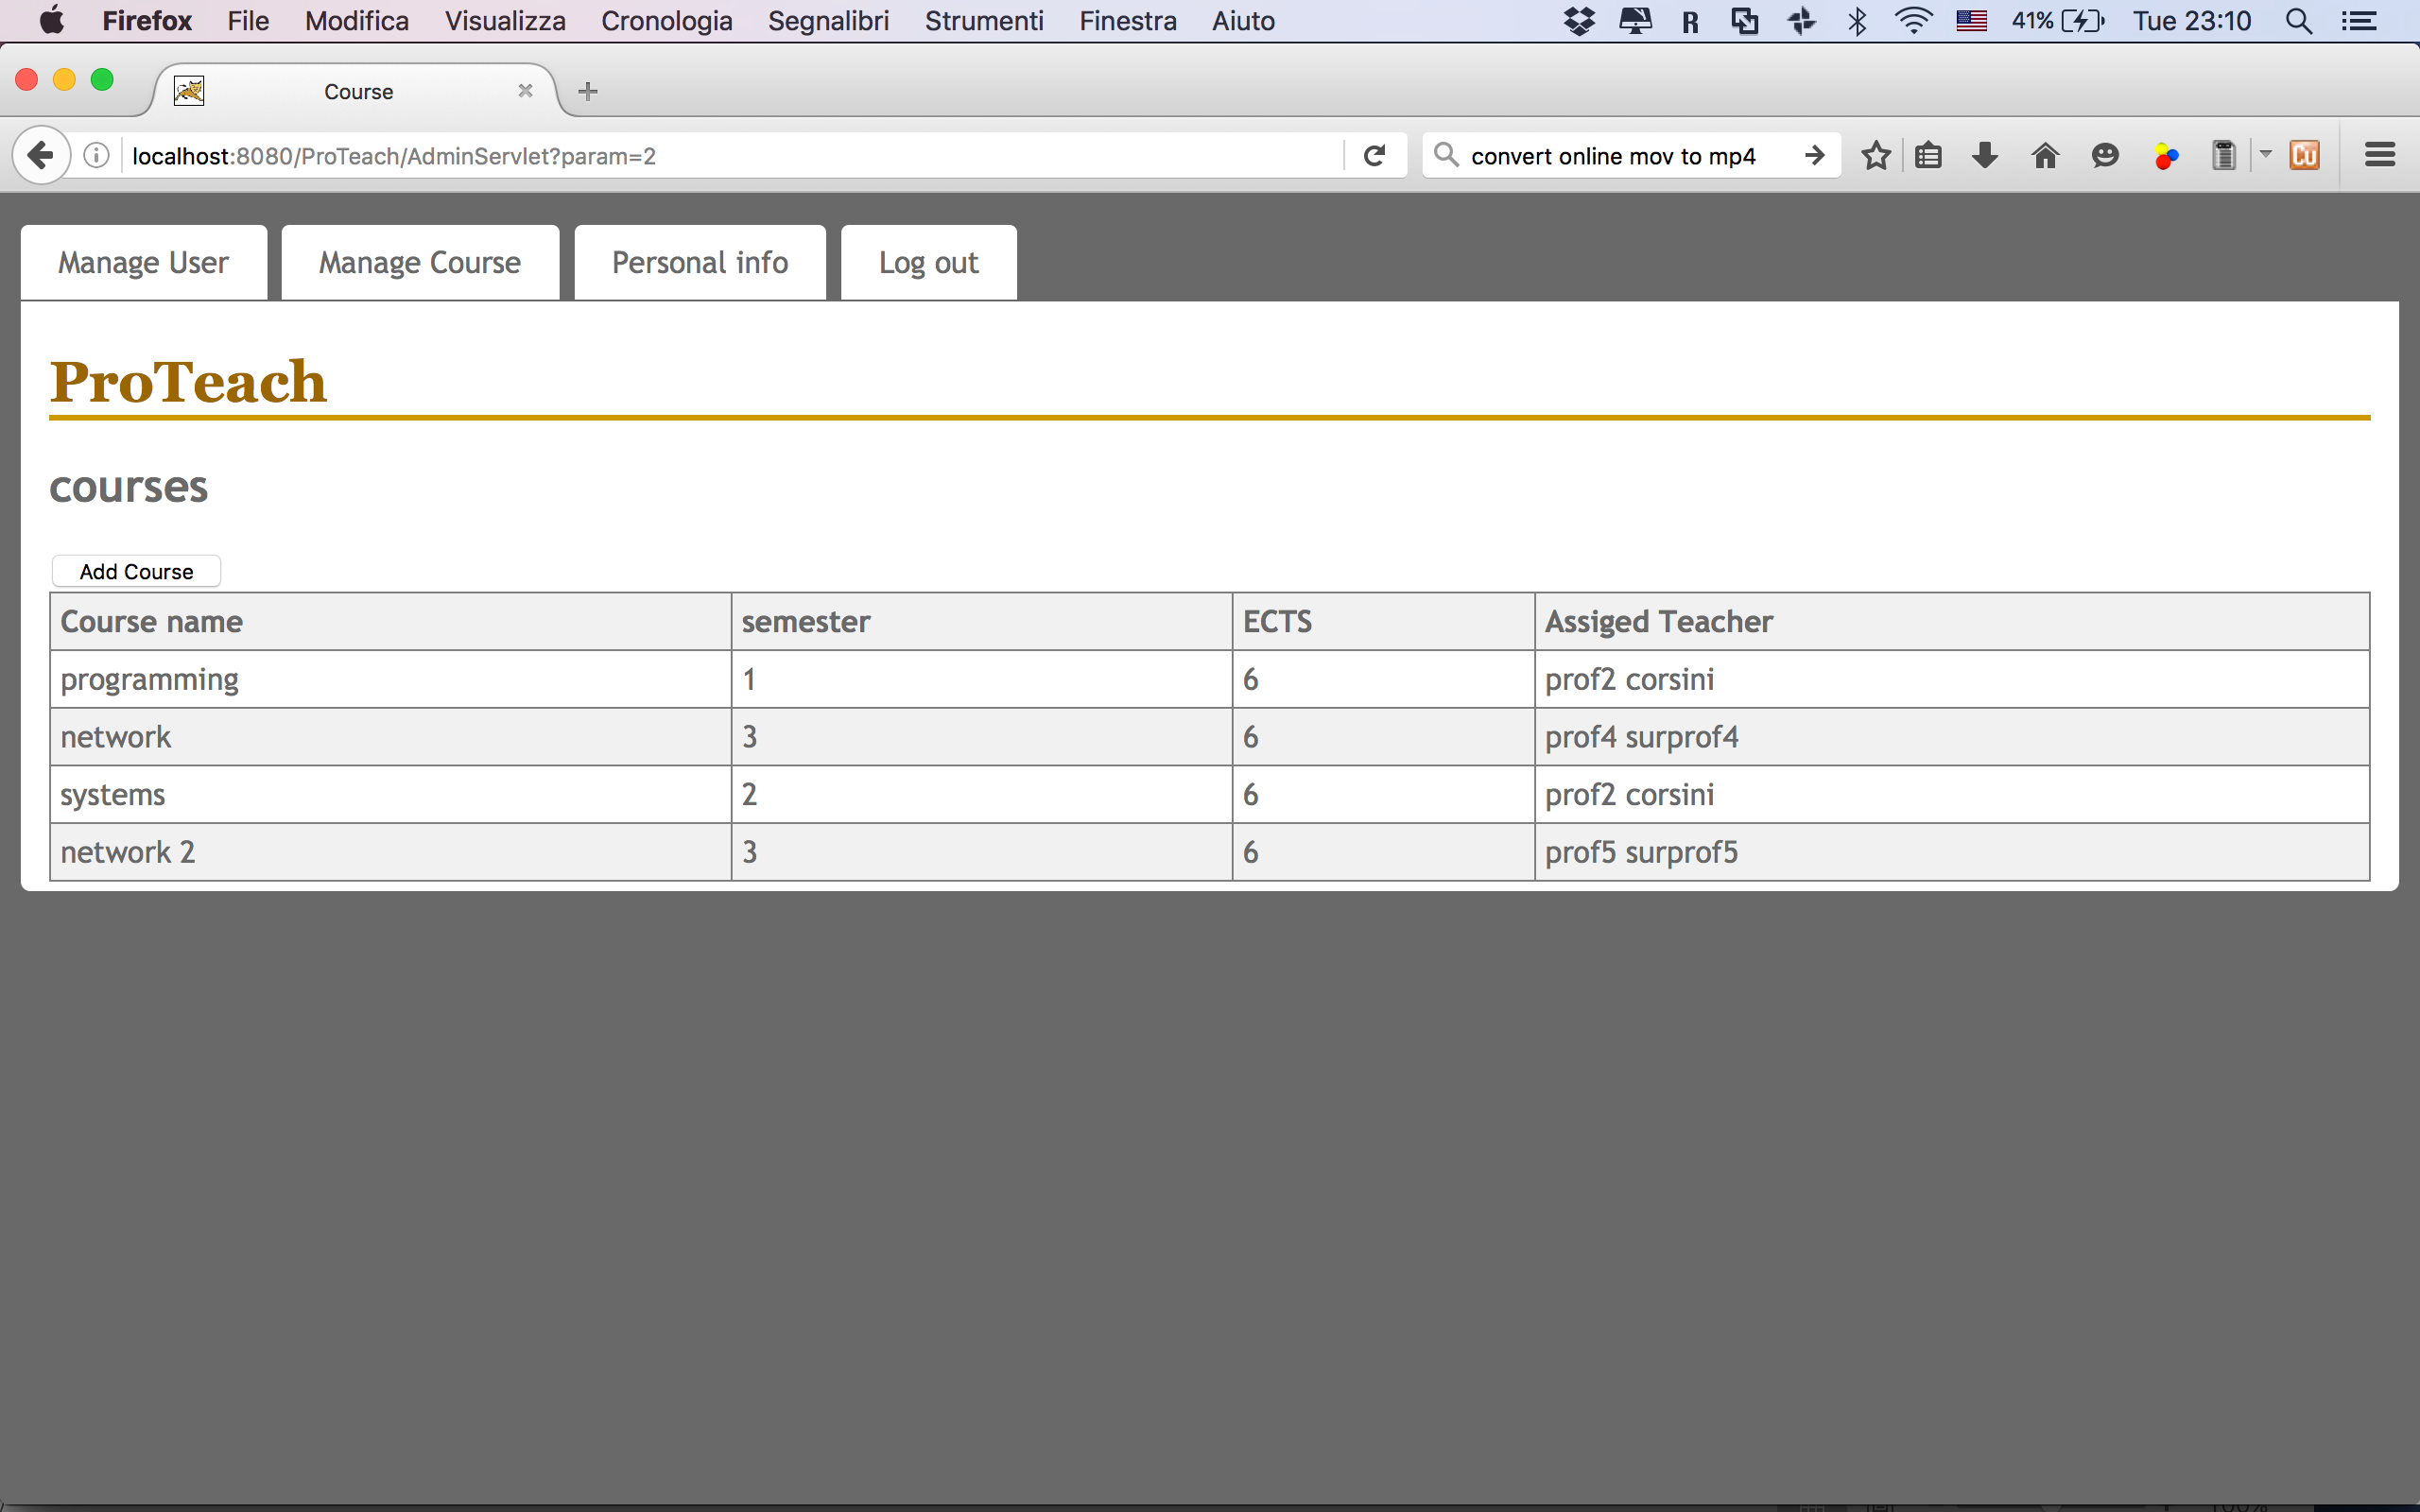 Firefox File Modifica Visualizza Cronologia Segnalibri Strumenti Finestra Aiuto R 41% Tue 23:10
Course
localhost:8080/ProTeach/AdminServlet?param=2 convert online mov to mp4 Cu
Manage User Manage Course Personal info Log out
ProTeach
courses
Add Course
Course name semester ECTS Assiged Teacher
programming 1 6 prof2 corsini
network 3 6 prof4 surprof4
systems 2 6 prof2 corsini
network 2 3 6 prof5 surprof5